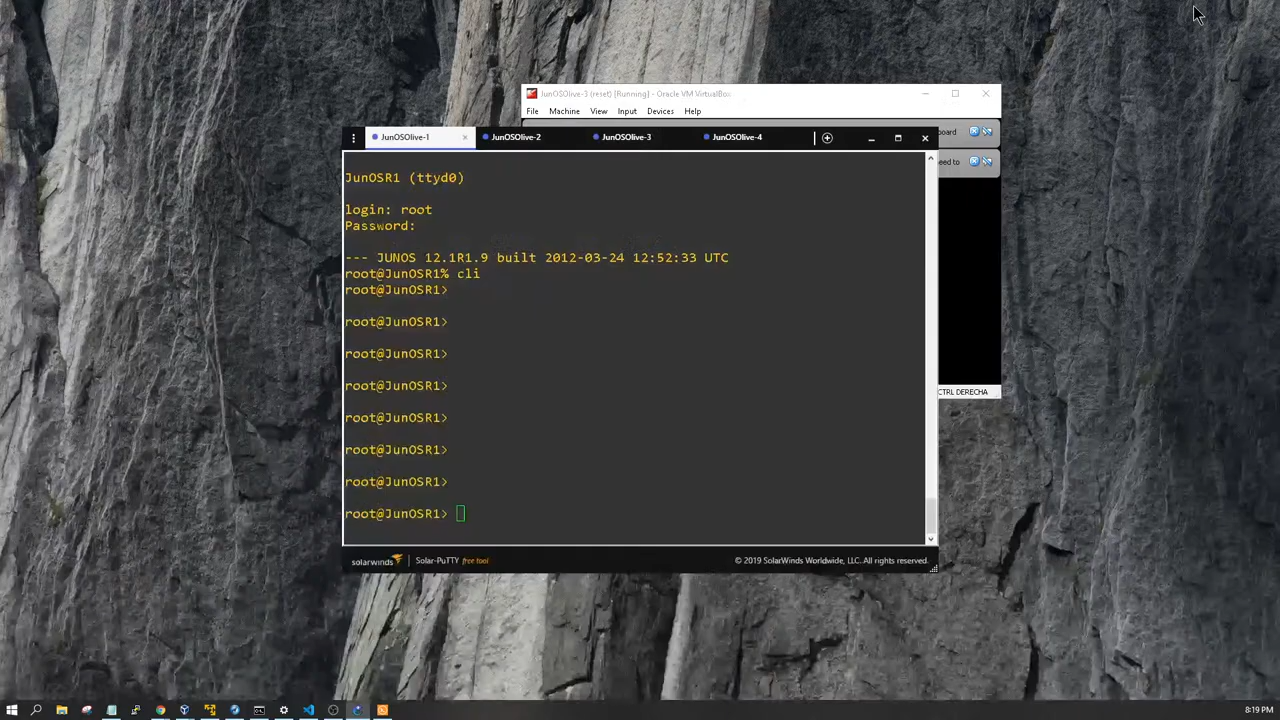 JunOSOlive-3 (reset) [Running] - Oracle VM VirtualBox
File Machine View Input Devices Help
JunOSOlive-1 JunOSOlive-2 JunOSOlive-3 JunOSOlive-4
board
eed to
JunOSR1 (ttyd0)
login: root
Password:
--- JUNOS 12.1R1.9 built 2012-03-24 12:52:33 UTC
root@JunOSR1% cli
root@JunOSR1>
root@JunOSR1>
root@JunOSR1>
root@JunOSR1>
root@JunOSR1>
root@JunOSR1>
root@JunOSR1>
root@JunOSR1>
CTRL DERECHA
solarwinds Solar-PuTTY free tool © 2019 SolarWinds Worldwide, LLC. All rights reserved.
8:19 PM